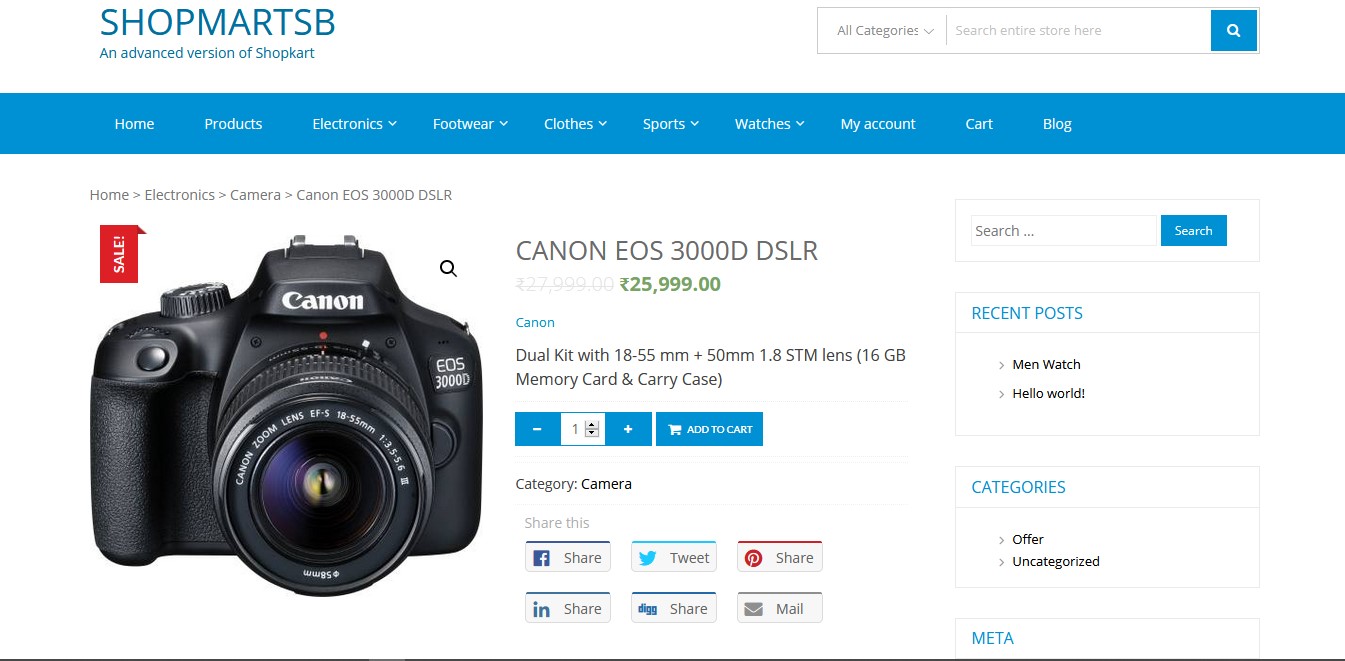 SHOPMARTSB
An advanced version of Shopkart
All Categories
Search entire store here
Home Products Electronics Footwear Clothes Sports Watches My account Cart Blog
Home > Electronics > Camera > Canon EOS 3000D DSLR
SALE!
Canon
EOS
3000D
Canon
CANON ZOOM LENS EF-S 18-55mm 1:3.5-5.6 III
Φ58mm
CANON EOS 3000D DSLR
₹27,999.00 ₹25,999.00
Canon
Dual Kit with 18-55 mm + 50mm 1.8 STM lens (16 GB
Memory Card & Carry Case)
− 1 + ADD TO CART
Category: Camera
Share this
Share Tweet Share
in Share digg Share Mail
Search ... Search
RECENT POSTS
> Men Watch
> Hello world!
CATEGORIES
> Offer
> Uncategorized
META